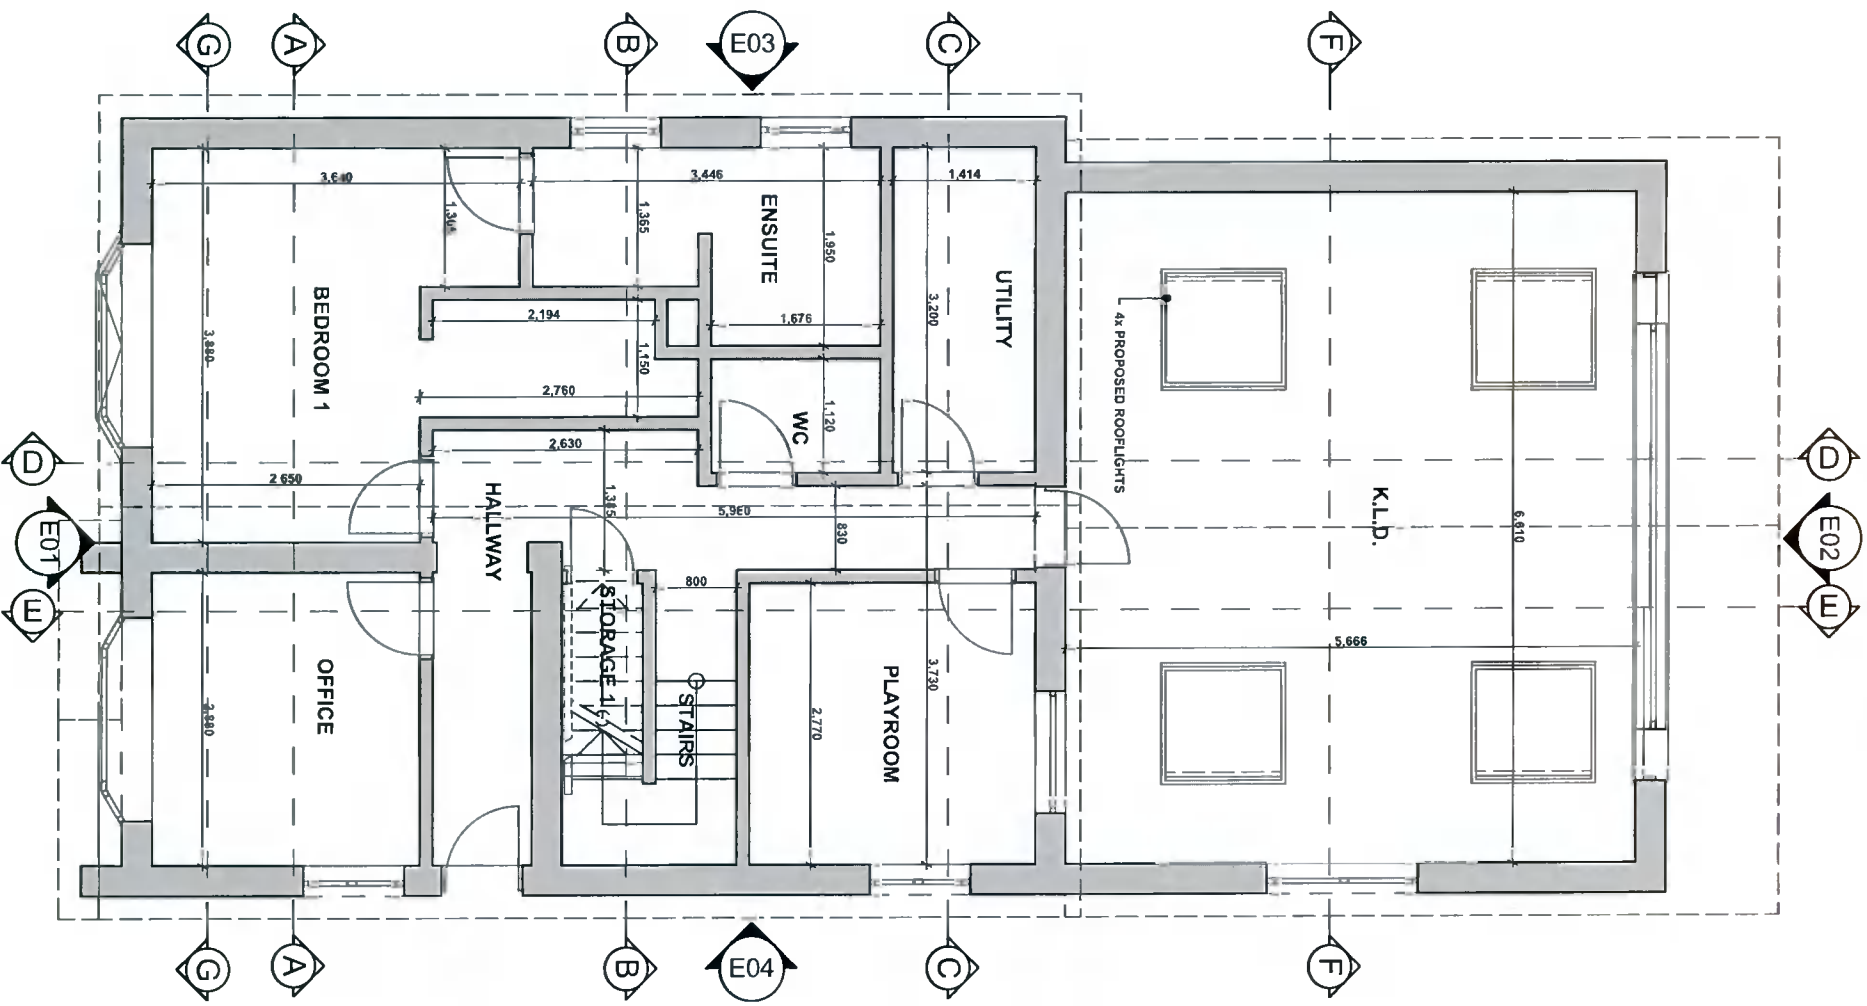 G
A
B
E03
C
F
3,640
3,446
1,414
1,365
ENSUITE
1,950
BEDROOM 1
3,880
2,194
1,676
3,200
UTILITY
1,150
2,760
1,120
WC
2,630
4x PROPOSED ROOFLIGHTS
D
D
2 650
HALLWAY
1,385
5,960
830
K.L.D.
6,610
E01
E02
800
E
E
STORAGE 1
5,666
OFFICE
STAIRS
2,770
3,730
PLAYROOM
G
A
B
E04
C
F